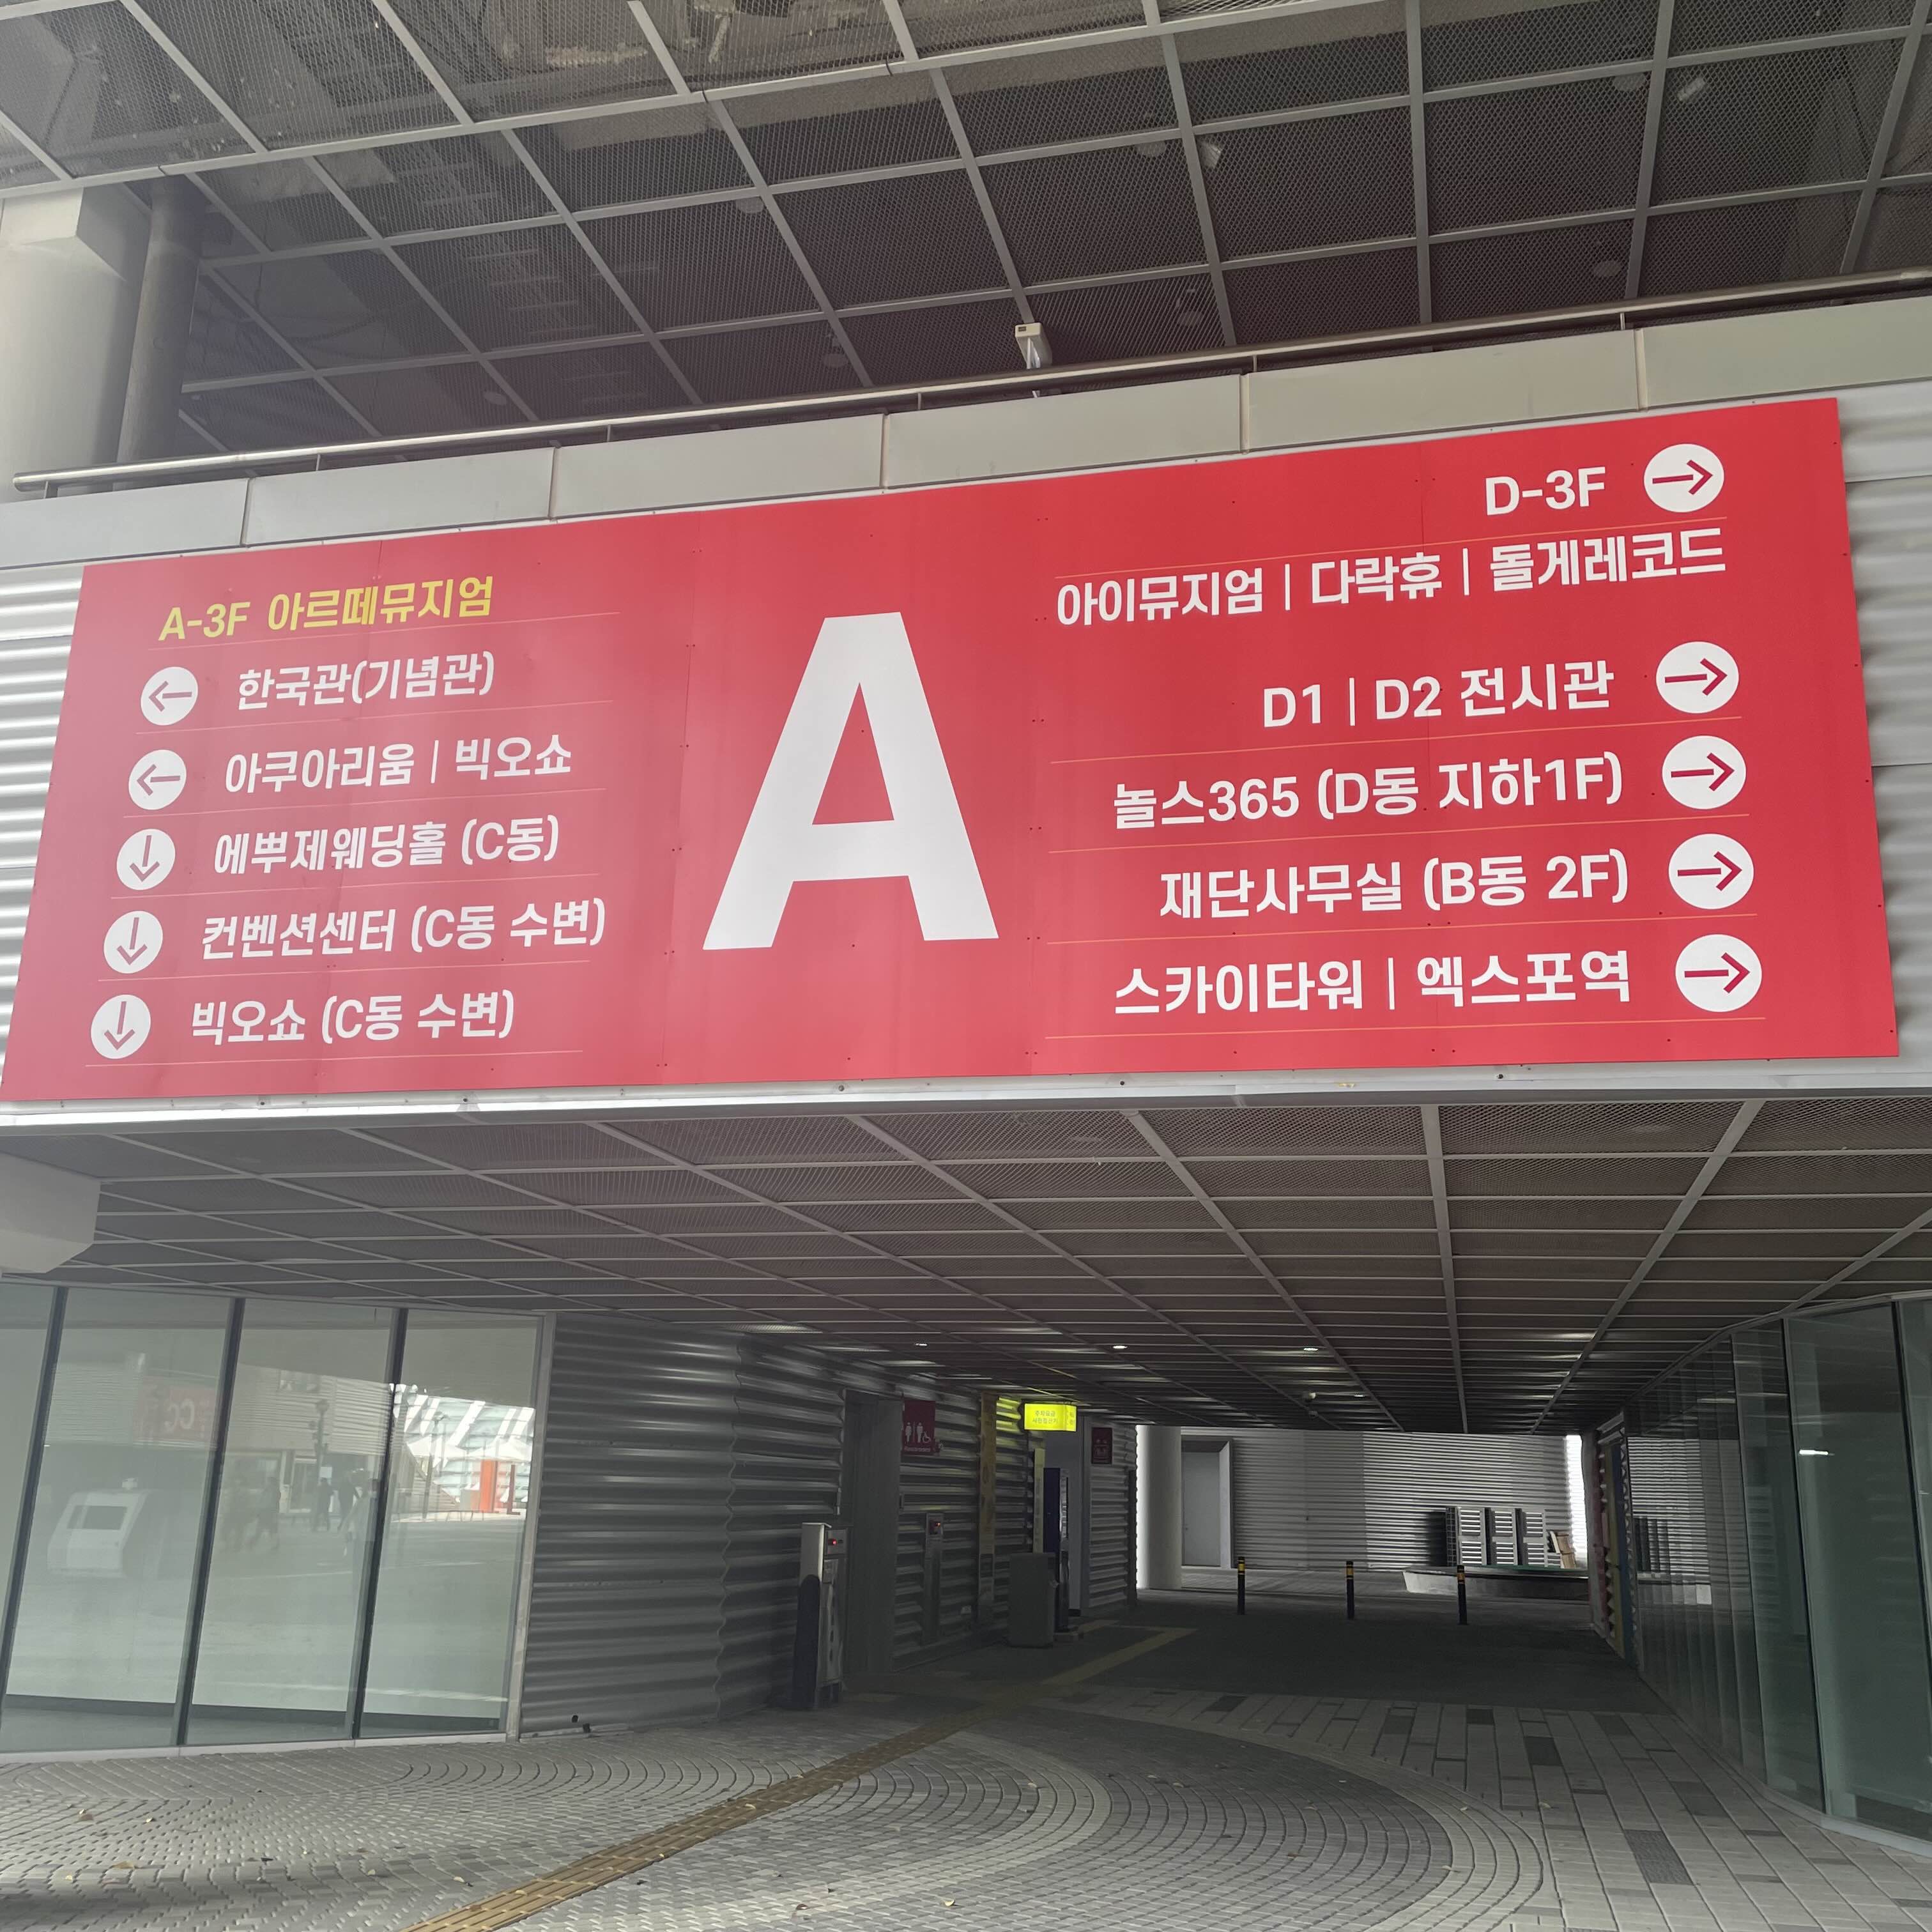 A-3F 아르떼뮤지엄
한국관(기념관)
아쿠아리움 | 빅오쇼
에뿌제웨딩홀 (C동)
컨벤션센터 (C동 수변)
빅오쇼 (C동 수변)
A
D-3F
아이뮤지엄 | 다락휴 | 돌게레코드
D1 | D2 전시관
놀스365 (D동 지하1F)
재단사무실 (B동 2F)
스카이타워 | 엑스포역